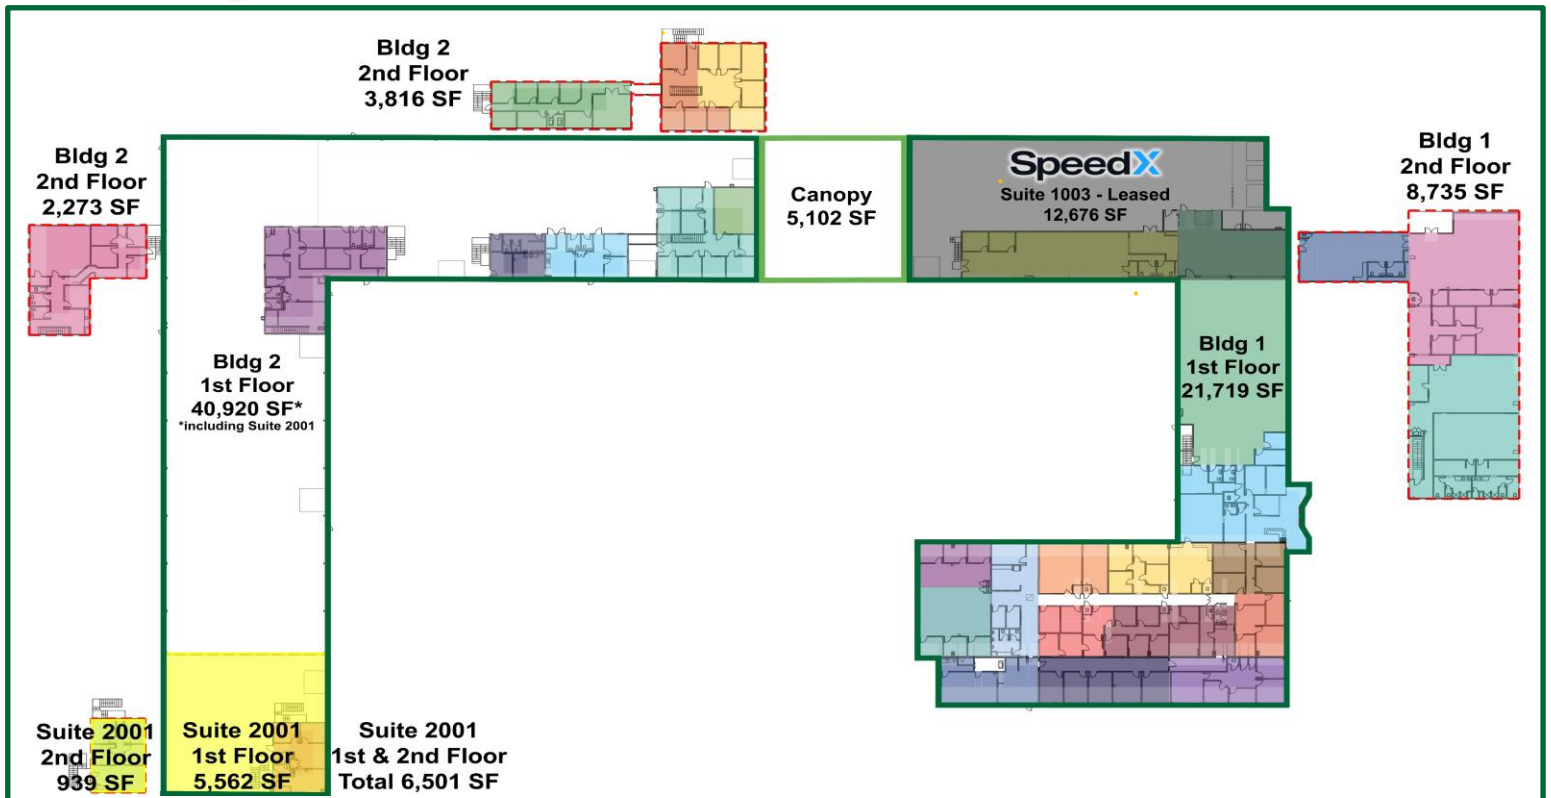 Bldg 2
2nd Floor
3,816 SF
Bldg 2
2nd Floor
2,273 SF
Canopy
5,102 SF
SpeedX
Suite 1003 - Leased
12,676 SF
Bldg 1
2nd Floor
8,735 SF
Bldg 2
1st Floor
40,920 SF*
*including Suite 2001
Bldg 1
1st Floor
21,719 SF
Suite 2001
2nd Floor
939 SF
Suite 2001
1st Floor
5,562 SF
Suite 2001
1st & 2nd Floor
Total 6,501 SF